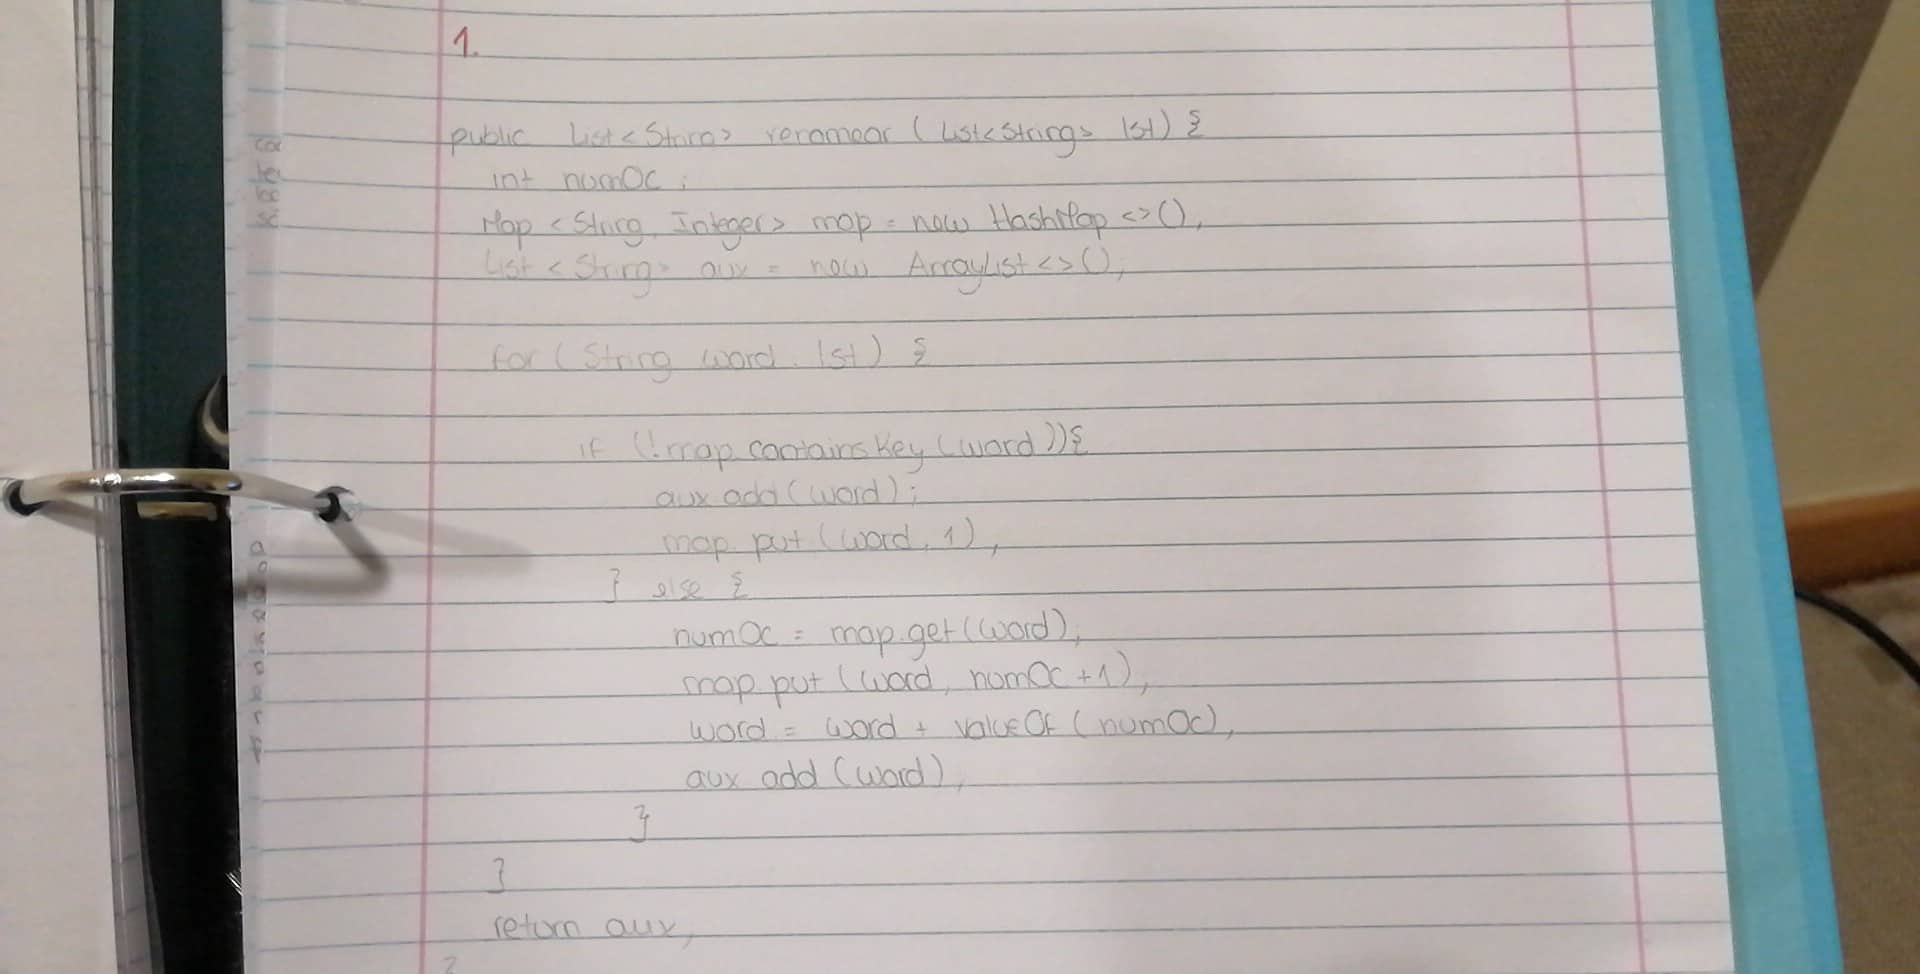 1.
public List<String> renomear (List<String> lst) {
int numOc;
Map <String, Integer> map = new HashMap <>();
List <String> aux = new ArrayList <>();
for (String word : lst) {
if (!map.containsKey (word)){
aux.add (word);
map.put (word, 1);
} else {
numOc = map.get (word);
map.put (word, numOc +1);
word = word + valueOf (numOc);
aux.add (word);
}
}
return aux;
}